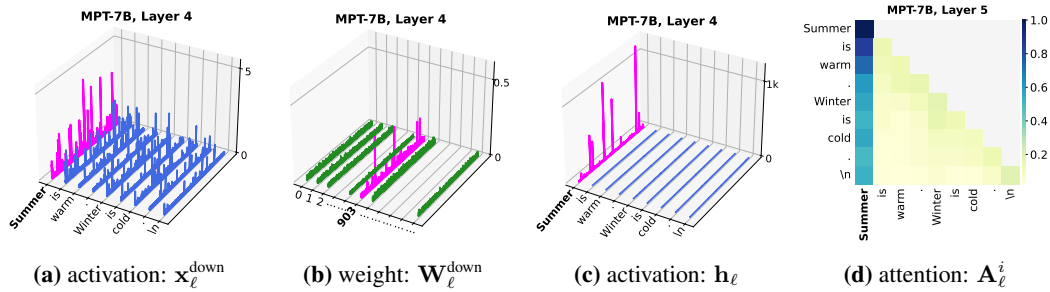 MPT-7B, Layer 4
5
0
Summer
is
warm
.
Winter
is
cold
.
\n
(a) activation: x_ℓ^down
MPT-7B, Layer 4
0.5
0
0 1 2 ........
903
..............
(b) weight: W_ℓ^down
MPT-7B, Layer 4
1k
0
Summer
is
warm
.
Winter
is
cold
.
\n
(c) activation: h_ℓ
MPT-7B, Layer 5
Summer
is
warm
.
Winter
is
cold
.
\n
Summer
is
warm
.
Winter
is
cold
.
\n
1.0
0.8
0.6
0.4
0.2
(d) attention: A_ℓ^i